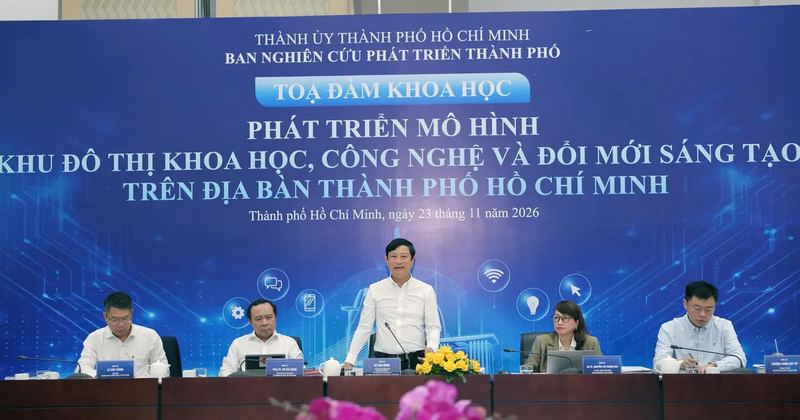 THÀNH ỦY THÀNH PHỐ HỒ CHÍ MINH
BAN NGHIÊN CỨU PHÁT TRIỂN THÀNH PHỐ
TOẠ ĐÀM KHOA HỌC
PHÁT TRIỂN MÔ HÌNH
KHU ĐÔ THỊ KHOA HỌC, CÔNG NGHỆ VÀ ĐỔI MỚI SÁNG TẠO
TRÊN ĐỊA BÀN THÀNH PHỐ HỒ CHÍ MINH
Thành phố Hồ Chí Minh, ngày 23 tháng 11 năm 2026